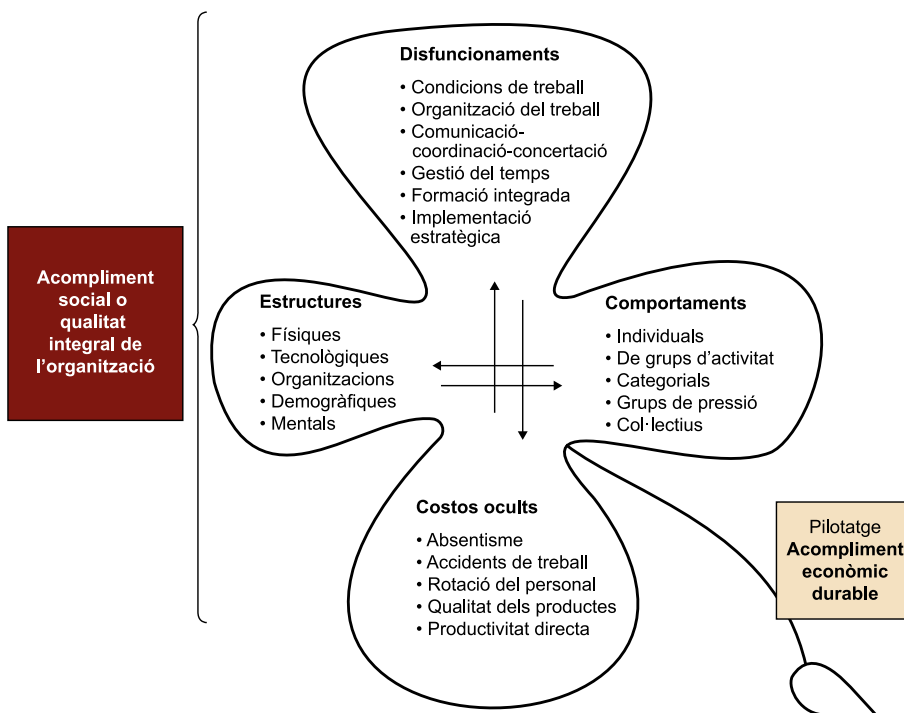 Disfuncionaments
• Condicions de treball
• Organització del treball
• Comunicació-
coordinació-concertació
• Gestió del temps
• Formació integrada
• Implementació
estratègica
Acompliment
social o
qualitat
integral de
l’organització
Estructures
• Físiques
• Tecnològiques
• Organitzacions
• Demogràfiques
• Mentals
Comportaments
• Individuals
• De grups d’activitat
• Categorials
• Grups de pressió
• Col·lectius
Costos ocults
• Absentisme
• Accidents de treball
• Rotació del personal
• Qualitat dels productes
• Productivitat directa
Pilotatge
Acompliment
econòmic
durable